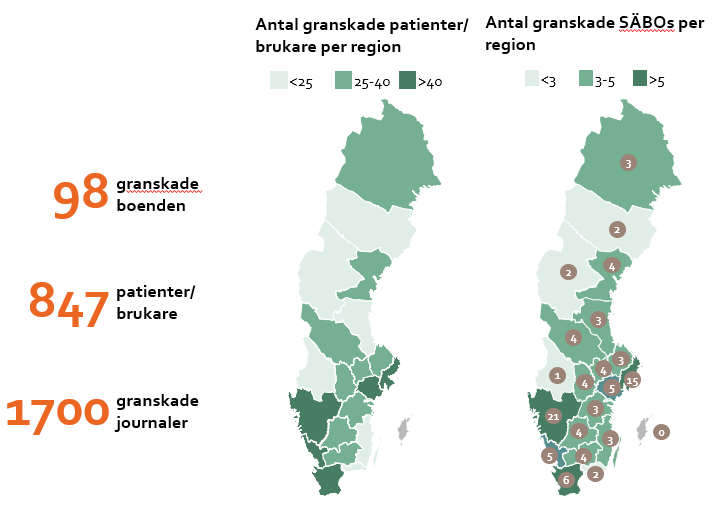 Antal granskade patienter/
brukare per region
<25
25-40
>40
Antal granskade SÄBOs per
region
<3
3-5
>5
98 granskade
boenden
847 patienter/
brukare
1700 granskade
journaler
3
2
4
2
3
4
3
4
1
4
5
15
21
3
4
3
0
5
4
6
2